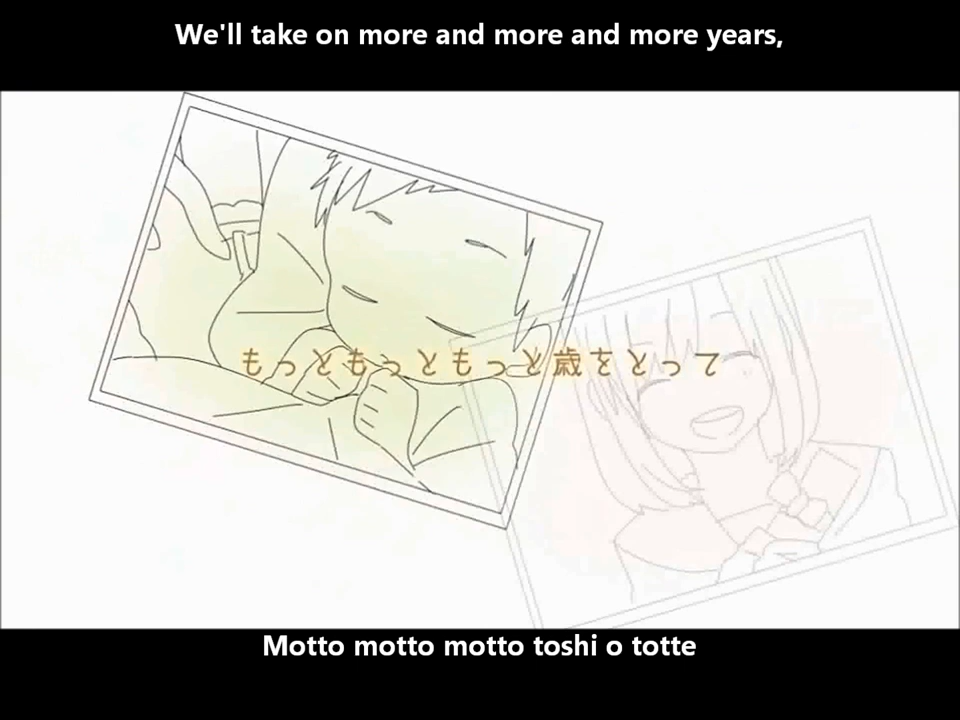 We'll take on more and more and more years,
もっともっともっと歳をとって
Motto motto motto toshi o totte